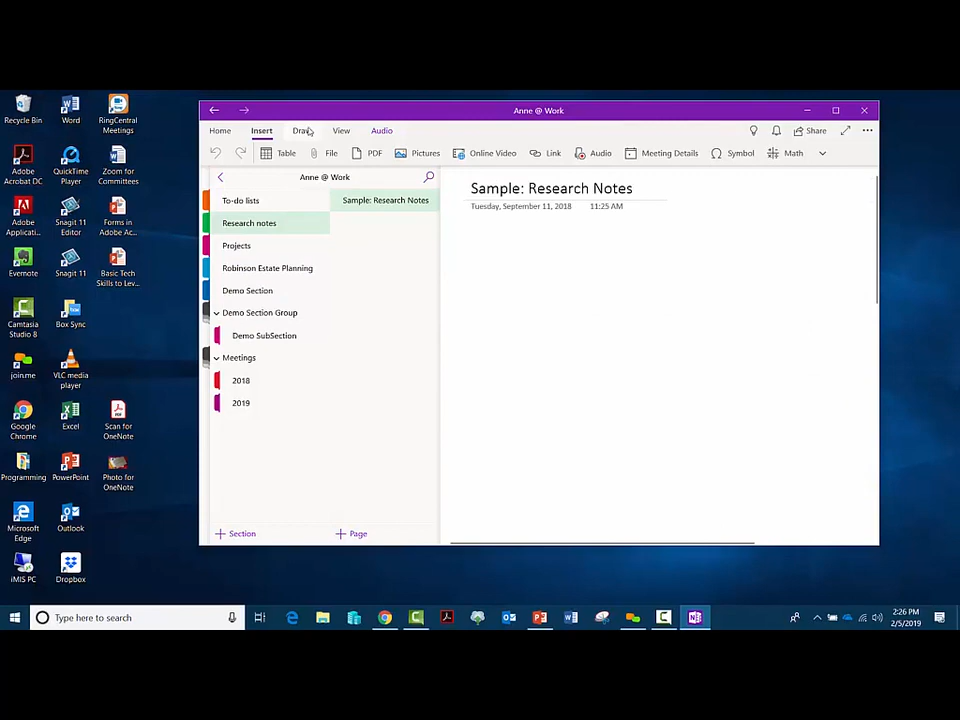 Recycle Bin
Word
RingCentral
Meetings
Adobe
Acrobat DC
QuickTime
Player
Zoom for
Committees
Adobe
Applicati...
Snagit 11
Editor
Forms in
Adobe Ac...
Evernote
Snagit 11
Basic Tech
Skills to Lev...
Camtasia
Studio 8
Box Sync
join.me
VLC media
player
Google
Chrome
Excel
Scan for
OneNote
Programming
PowerPoint
Photo for
OneNote
Microsoft
Edge
Outlook
iMIS PC
Dropbox
Anne @ Work
Home
Insert
Draw
View
Audio
Share
Table
File
PDF
Pictures
Online Video
Link
Audio
Meeting Details
Symbol
Math
Anne @ Work
To-do lists
Research notes
Projects
Robinson Estate Planning
Demo Section
Demo Section Group
Demo SubSection
Meetings
2018
2019
Section
Sample: Research Notes
Page
Sample: Research Notes
Tuesday, September 11, 2018 11:25 AM
Type here to search
2:26 PM
2/5/2019